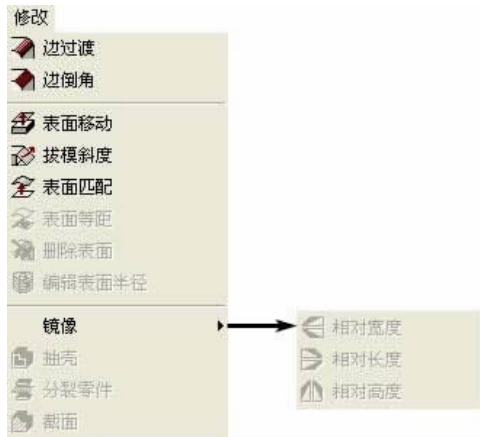 修改
边过渡
边倒角
表面移动
拔模斜度
表面匹配
表面等距
删除表面
编辑表面半径
镜像
相对宽度
抽壳
相对长度
分裂零件
相对高度
截面